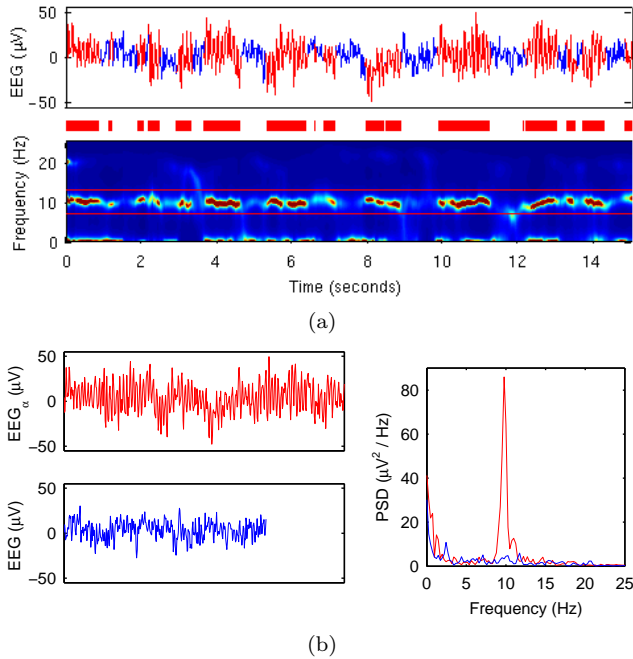 50
0
−50
EEG (μV)
20
10
0
Frequency (Hz)
0 2 4 6 8 10 12 14
Time (seconds)
(a)
50
0
−50
EEGα (μV)
50
0
−50
EEG (μV)
80
60
40
20
0
PSD (μV² / Hz)
0 5 10 15 20 25
Frequency (Hz)
(b)